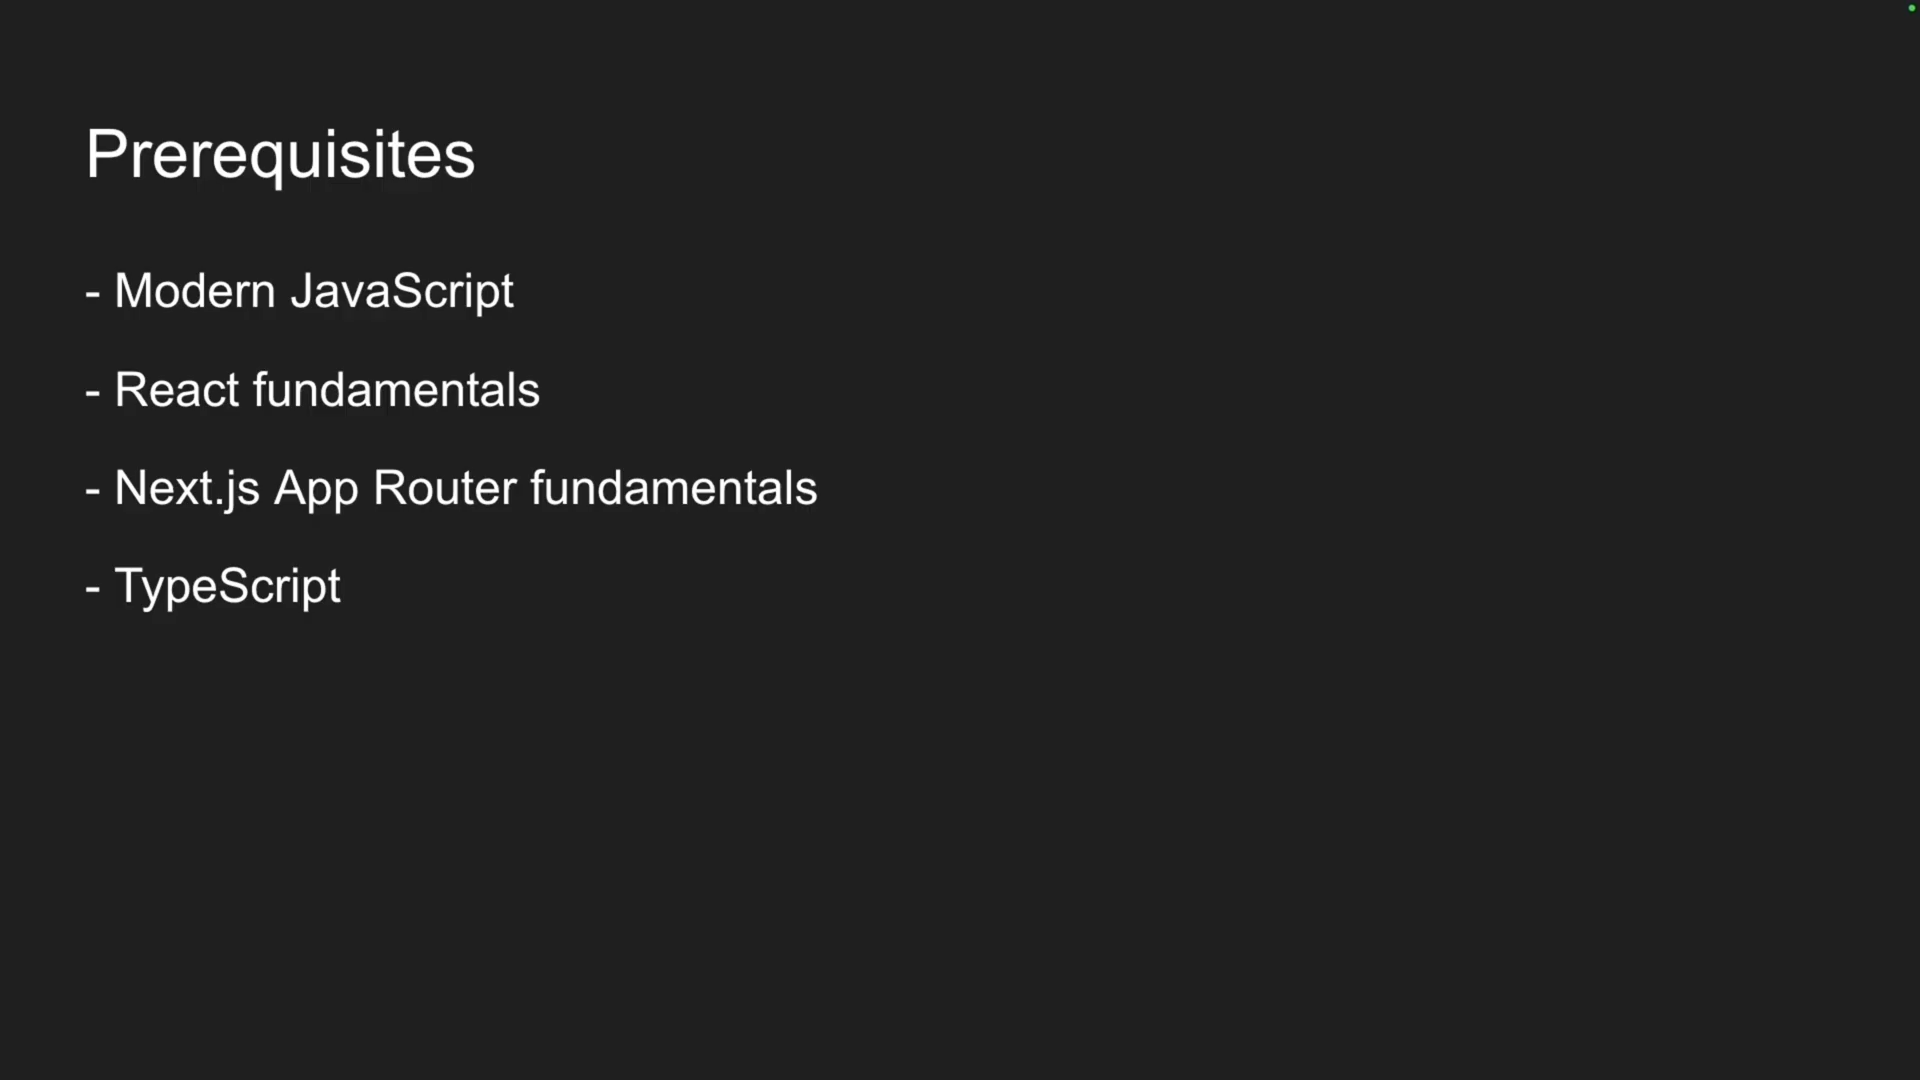 Prerequisites
- Modern JavaScript
- React fundamentals
- Next.js App Router fundamentals
- TypeScript